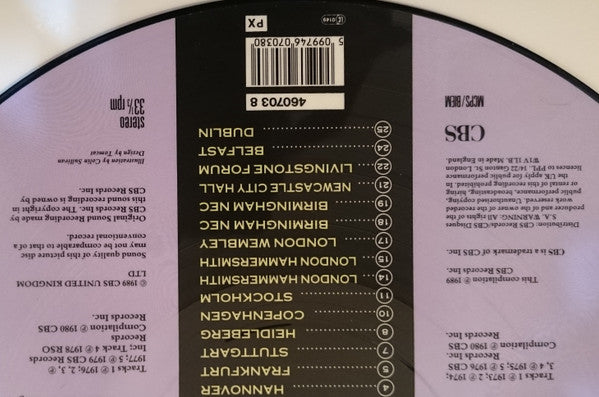 Tracks 1 ℗ 1973; 2 ℗ 1974;
3, 4 ℗ 1975; 5 ℗ 1976 CBS
Records Inc.
Compilation ℗ 1980 CBS
Records Inc.
This compilation ℗ 1989
CBS Records Inc
CBS is a trademark of CBS Inc
Distribution: CBS Disques
S.A. WARNING: All rights of the
producer and of the owner of the recorded
work reserved. Unauthorised copying,
public performance, broadcasting, hiring
or rental of this recording prohibited. In
the UK apply for public performance
licences to PPL, 14/22 Ganton St. London
W1V 1LB. Made in England.
CBS
MCPS/BIEM
4 HANNOVER
5 FRANKFURT
7 STUTTGART
8 HEIDLEBERG
10 COPENHAGEN
11 STOCKHOLM
14 LONDON HAMMERSMITH
15 LONDON HAMMERSMITH
17 LONDON WEMBLEY
18 BIRMINGHAM NEC
19 BIRMINGHAM NEC
21 NEWCASTLE CITY HALL
22 LIVINGSTONE FORUM
24 BELFAST
25 DUBLIN
460703 8
5 099746 070380
PX
Tracks 1 ℗ 1976; 2, 3, ℗
1977; 5 ℗ 1979 CBS Records
Inc; Track 4 ℗ 1978 RSO
Records
Compilation ℗ 1980 CBS
Records Inc.
© 1989 CBS UNITED KINGDOM
LTD
Sound quality of this picture disc
may not be comparable to that of a
conventional record.
Original Sound Recording made by
CBS Records Inc. The copyright in
this sound recording is owned by
CBS Records Inc.
Illustration by Colin Sullivan
Design by Tomcat
stereo
33⅓ rpm